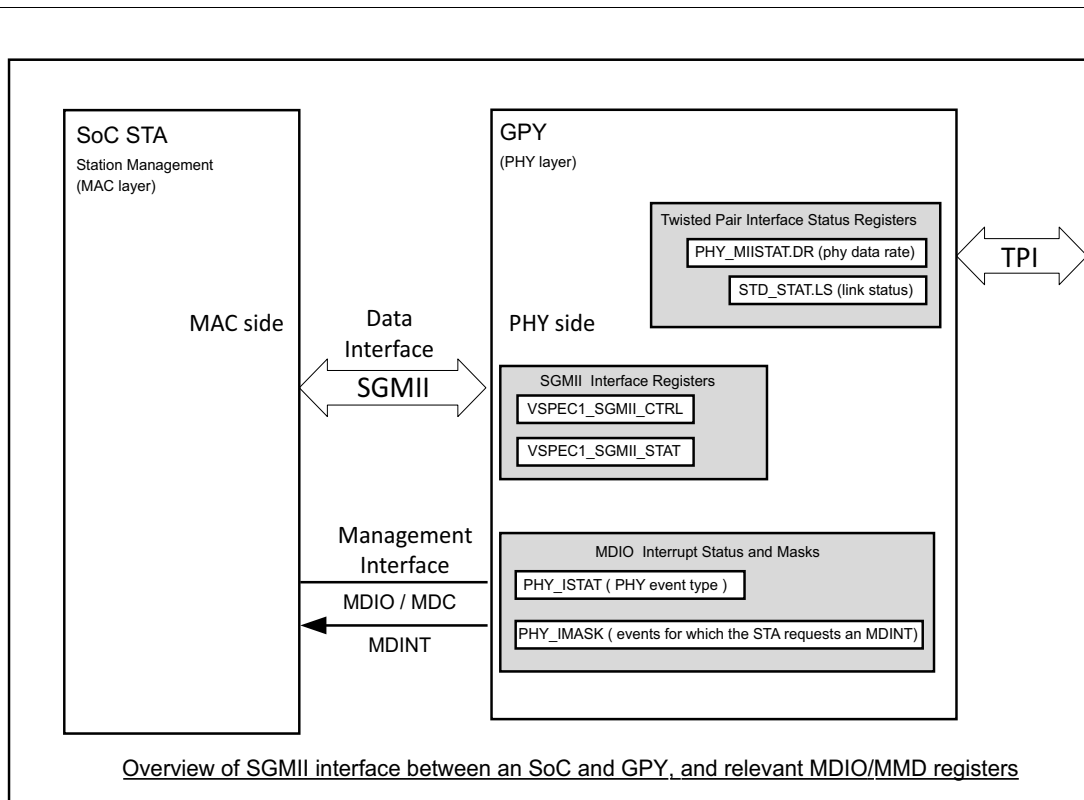 SoC STA
Station Management
(MAC layer)
MAC side
Data
Interface
SGMII
Management
Interface
MDIO / MDC
MDINT
GPY
(PHY layer)
Twisted Pair Interface Status Registers
PHY_MIISTAT.DR (phy data rate)
STD_STAT.LS (link status)
TPI
PHY side
SGMII Interface Registers
VSPEC1_SGMII_CTRL
VSPEC1_SGMII_STAT
MDIO Interrupt Status and Masks
PHY_ISTAT ( PHY event type )
PHY_IMASK ( events for which the STA requests an MDINT)
Overview of SGMII interface between an SoC and GPY, and relevant MDIO/MMD registers